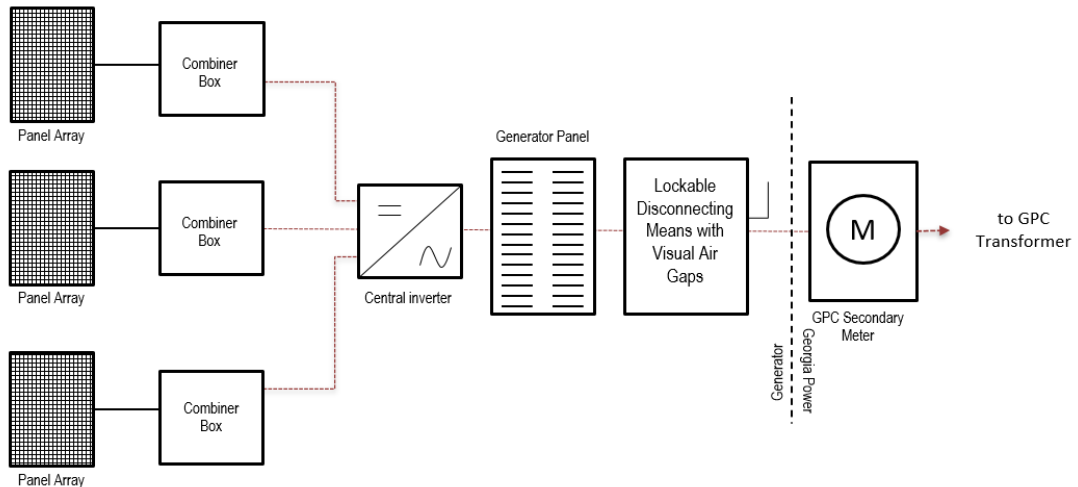 Combiner
Box
Panel Array
Generator Panel
Combiner
Box
Panel Array
Central inverter
Lockable
Disconnecting
Means with
Visual Air
Gaps
M
to GPC
Transformer
GPC Secondary
Meter
Generator
Georgia Power
Combiner
Box
Panel Array